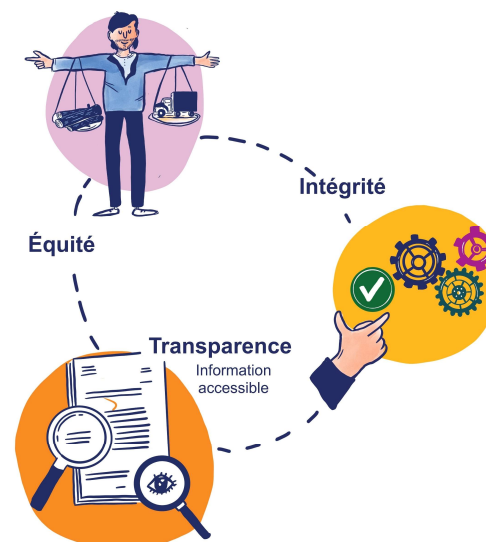 Intégrité
Équité
Transparence
Information
accessible